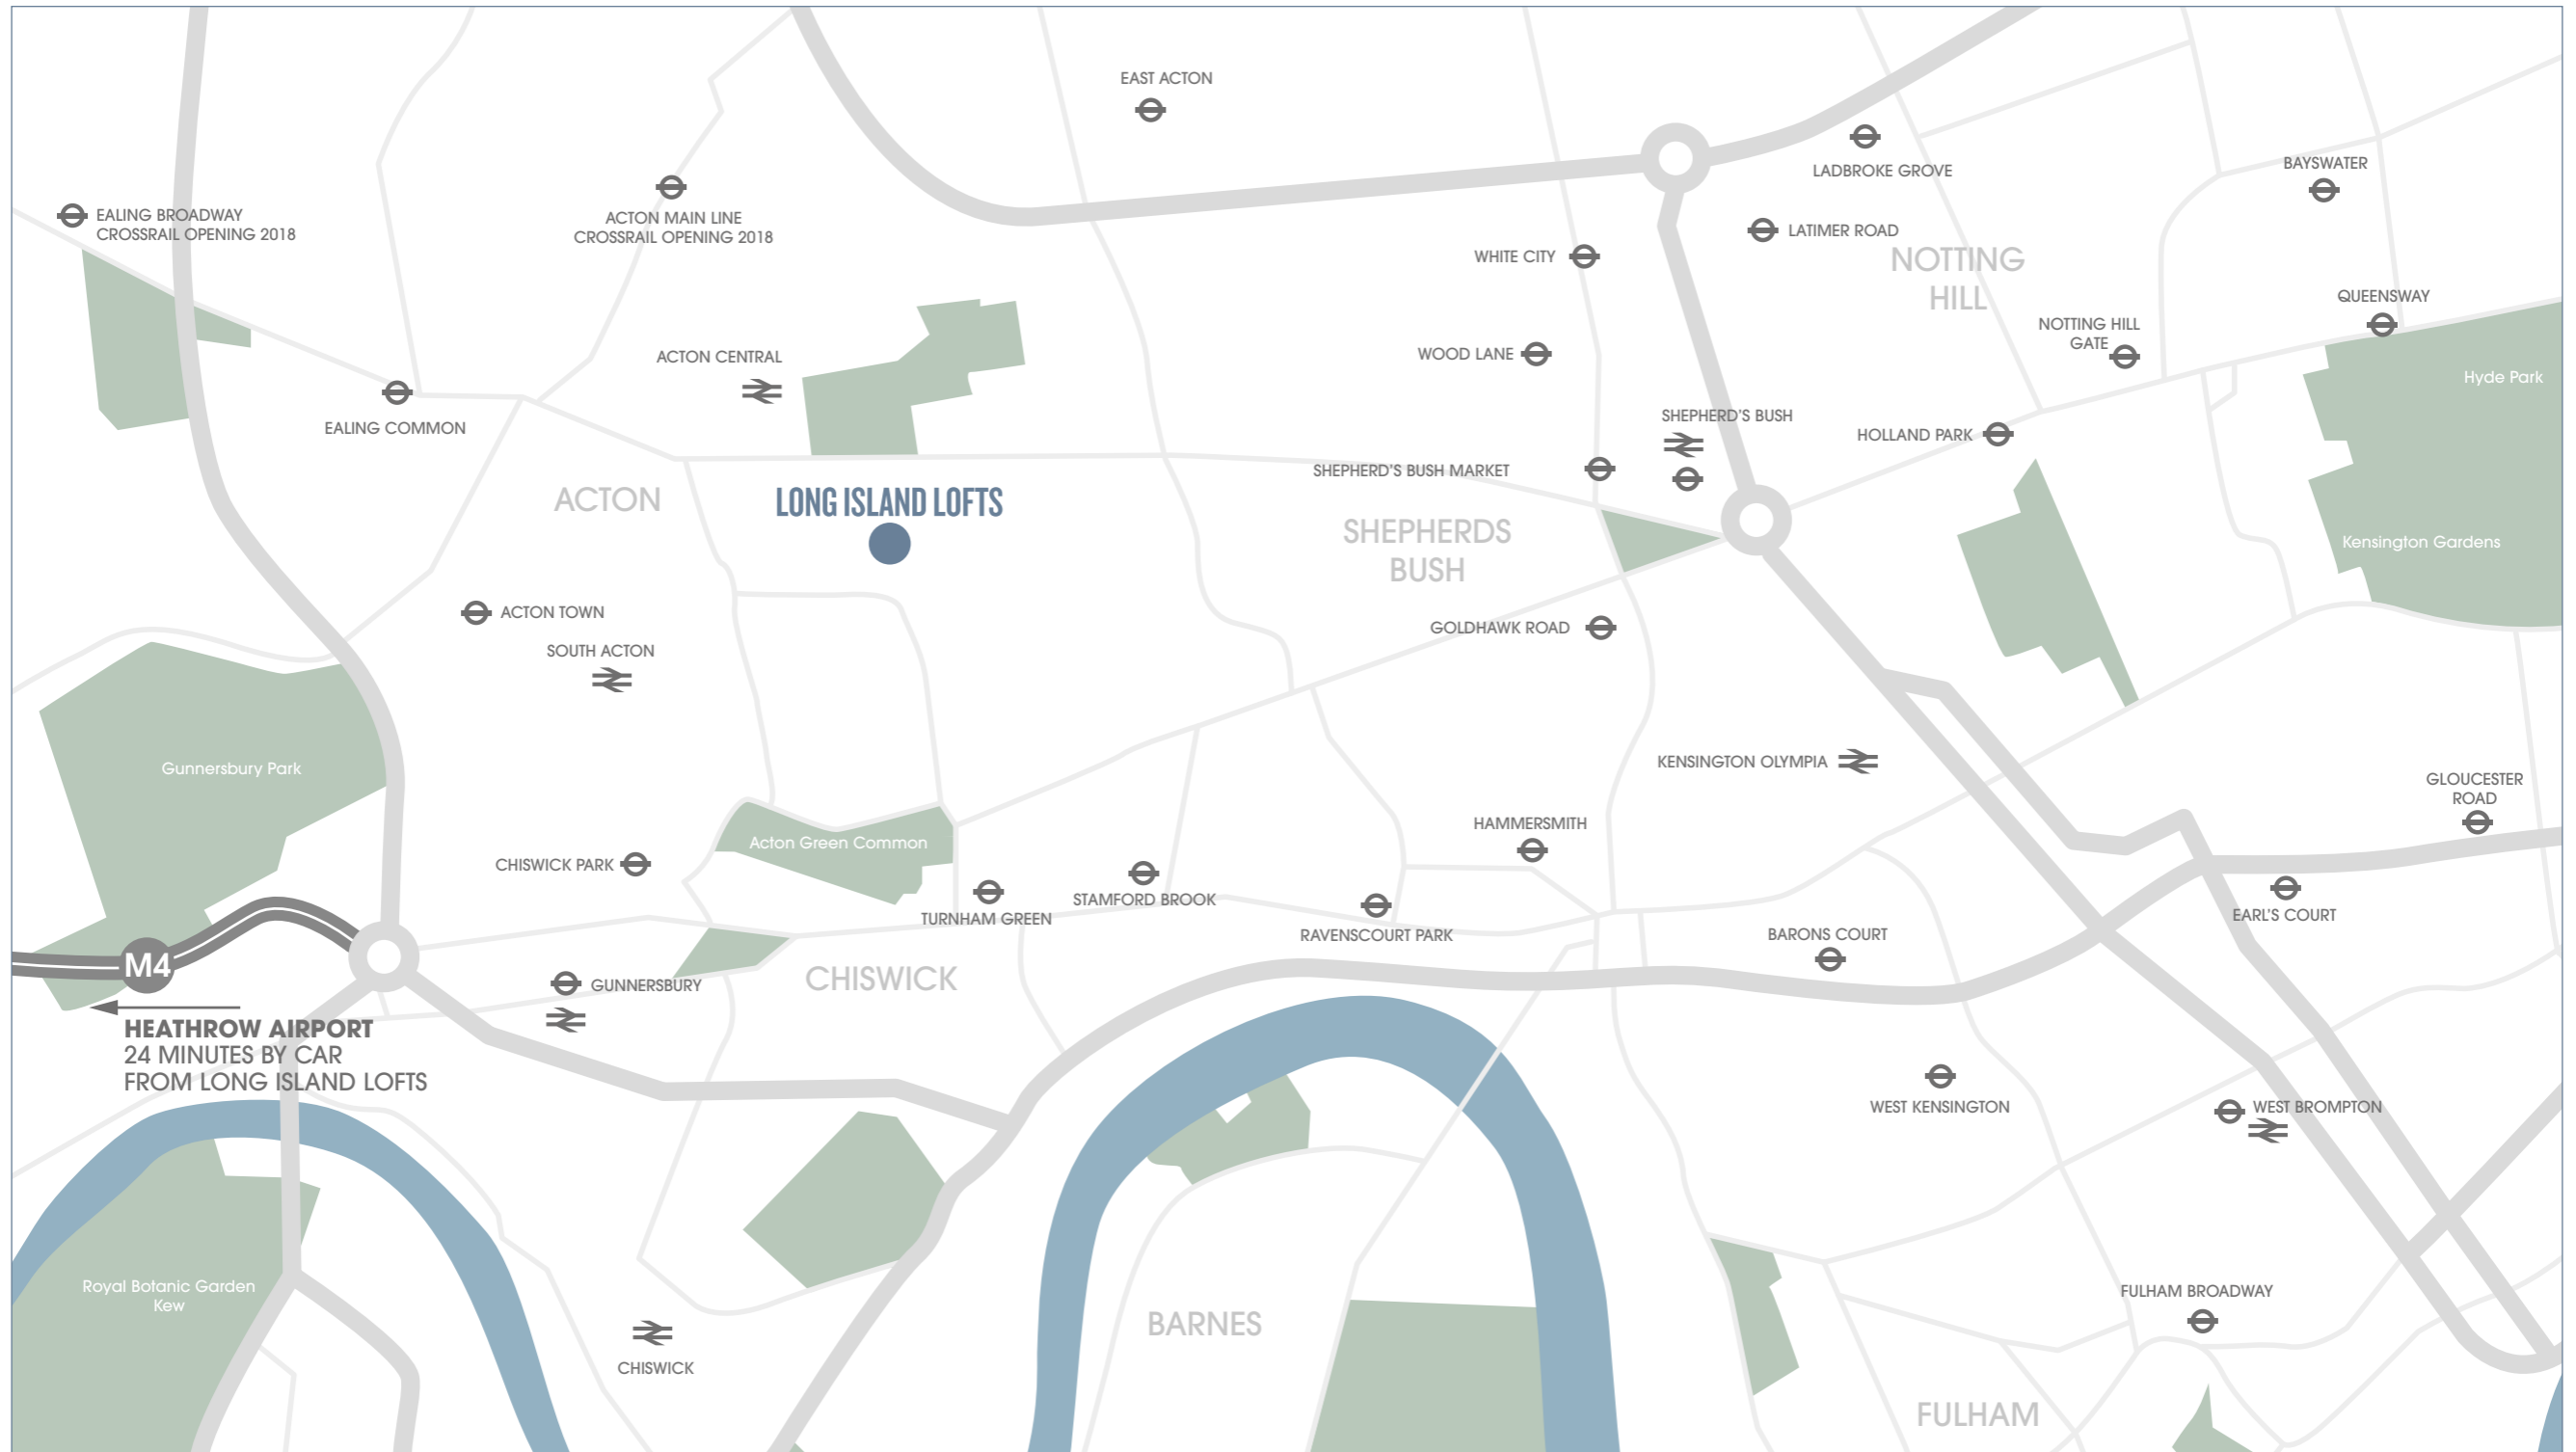 EAST ACTON
LADBROKE GROVE
BAYSWATER
EALING BROADWAY
CROSSRAIL OPENING 2018
ACTON MAIN LINE
CROSSRAIL OPENING 2018
LATIMER ROAD
WHITE CITY
NOTTING
HILL
QUEENSWAY
NOTTING HILL
GATE
ACTON CENTRAL
WOOD LANE
Hyde Park
EALING COMMON
SHEPHERD'S BUSH
HOLLAND PARK
SHEPHERD'S BUSH MARKET
ACTON
LONG ISLAND LOFTS
SHEPHERDS
BUSH
Kensington Gardens
ACTON TOWN
GOLDHAWK ROAD
SOUTH ACTON
Gunnersbury Park
KENSINGTON OLYMPIA
GLOUCESTER
ROAD
HAMMERSMITH
Acton Green Common
CHISWICK PARK
STAMFORD BROOK
TURNHAM GREEN
EARL'S COURT
RAVENSCOURT PARK
BARONS COURT
M4
CHISWICK
GUNNERSBURY
HEATHROW AIRPORT
24 MINUTES BY CAR
FROM LONG ISLAND LOFTS
WEST KENSINGTON
WEST BROMPTON
Royal Botanic Garden
Kew
FULHAM BROADWAY
BARNES
CHISWICK
FULHAM